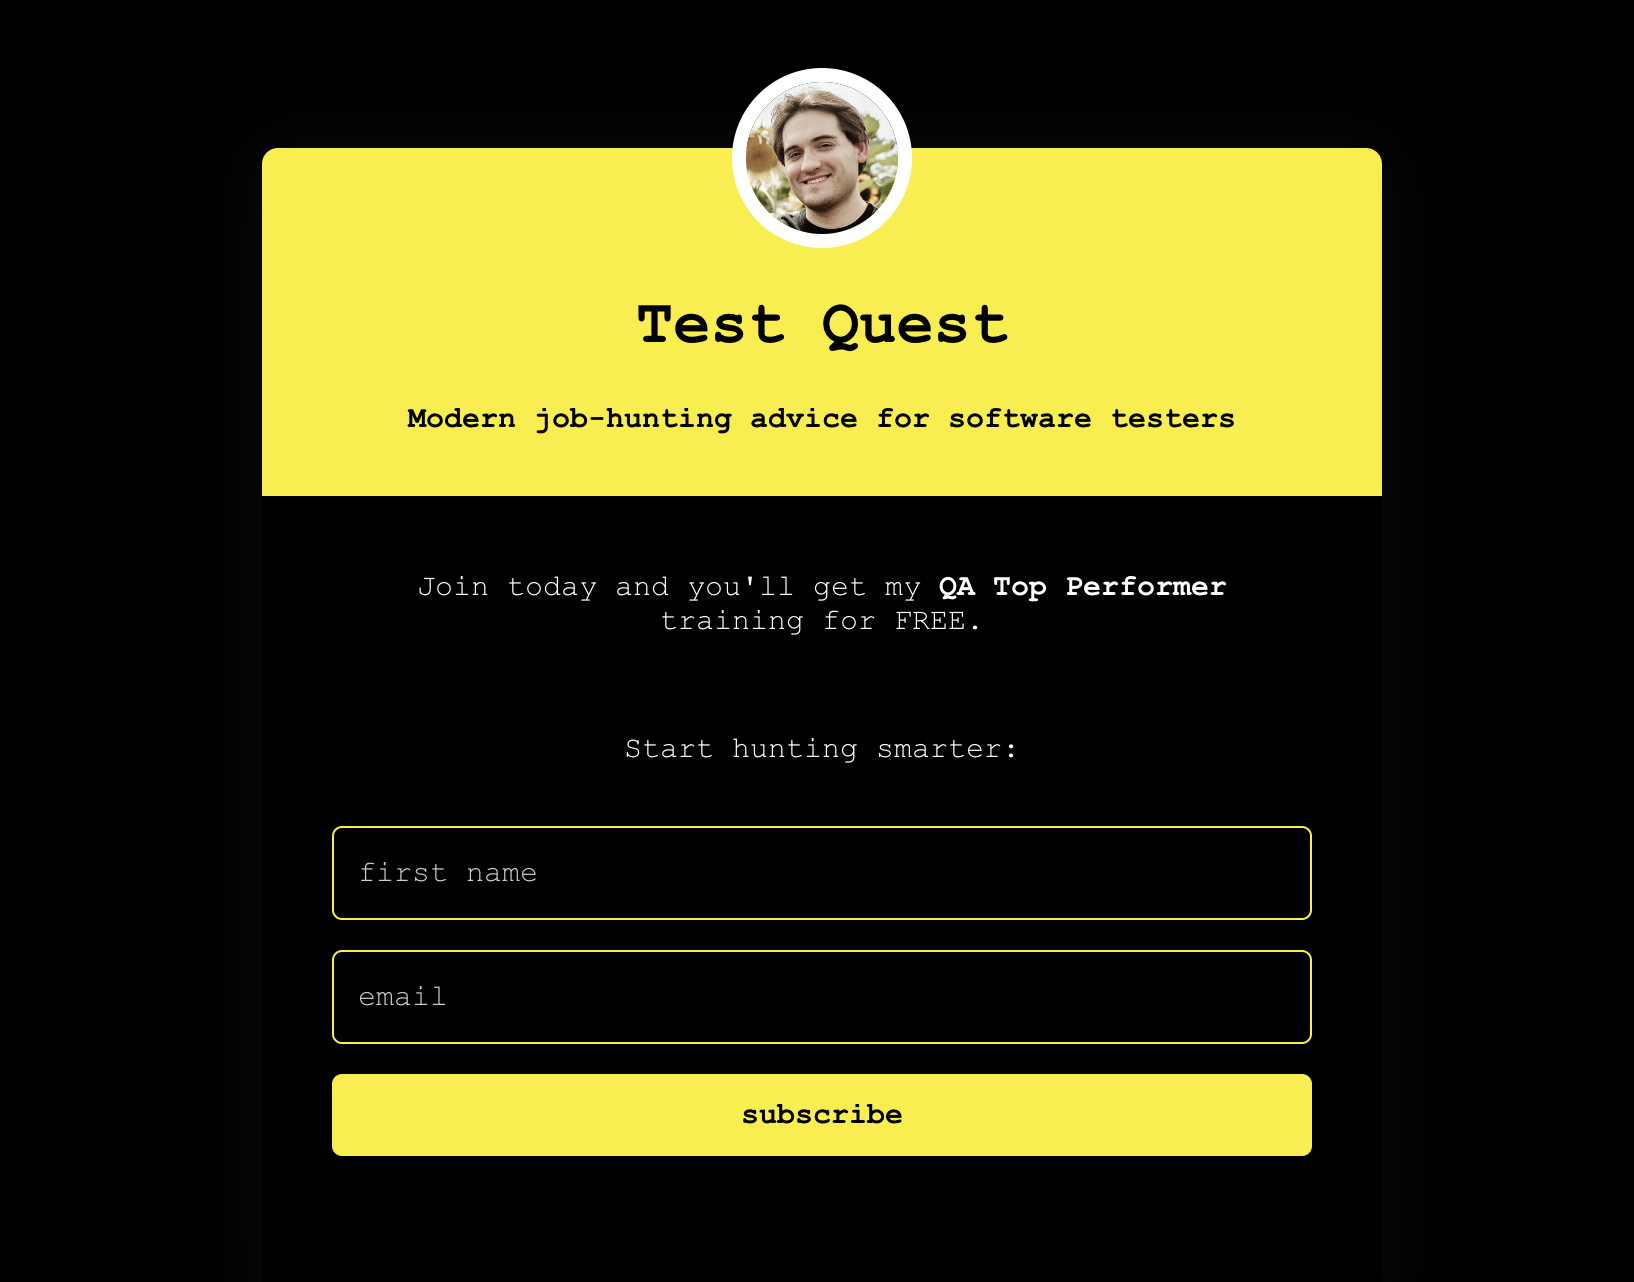 Test Quest
Modern job-hunting advice for software testers
Join today and you'll get my QA Top Performer
training for FREE.
Start hunting smarter:
first name
email
subscribe